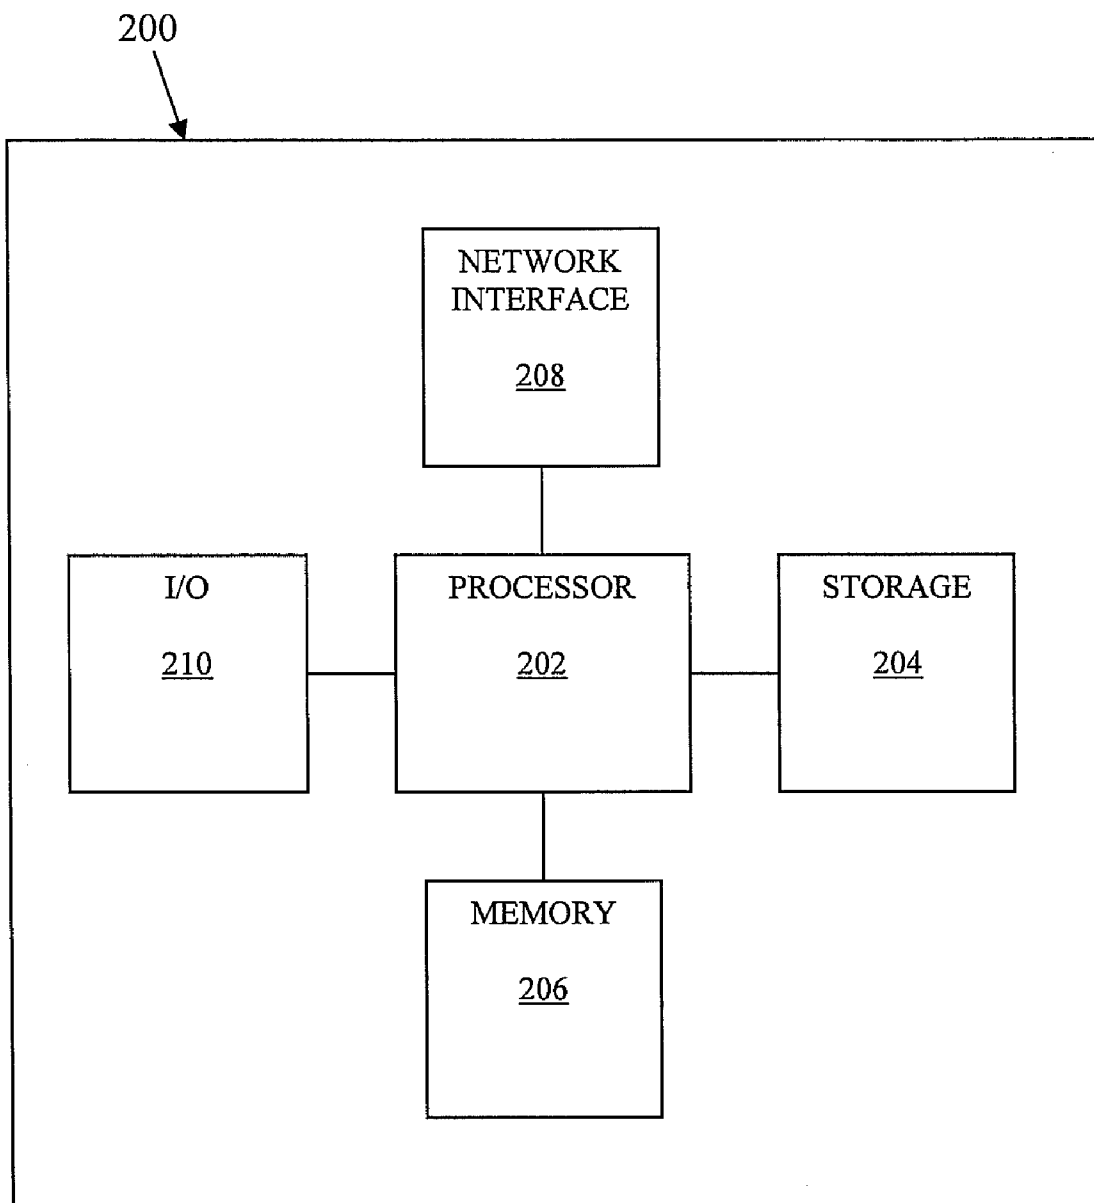 200
NETWORK
INTERFACE
208
I/O
210
PROCESSOR
202
STORAGE
204
MEMORY
206